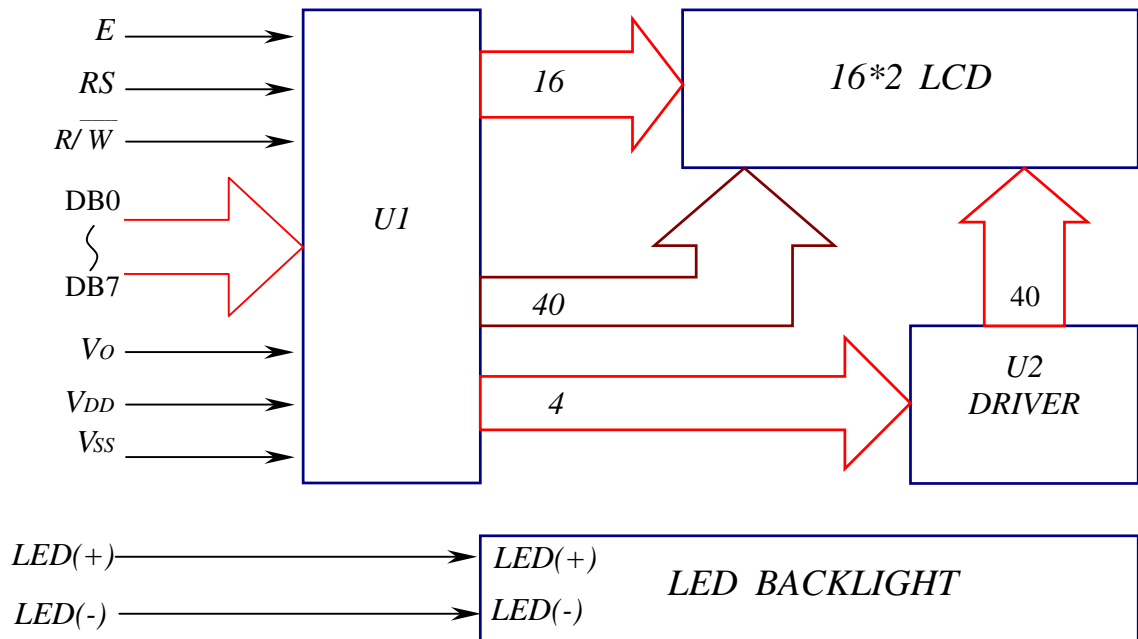 E
RS
R/W̅
DB0
DB7
VO
VDD
VSS
U1
16
40
4
16*2 LCD
40
U2
DRIVER
LED(+)
LED(-)
LED(+)
LED(-)
LED BACKLIGHT